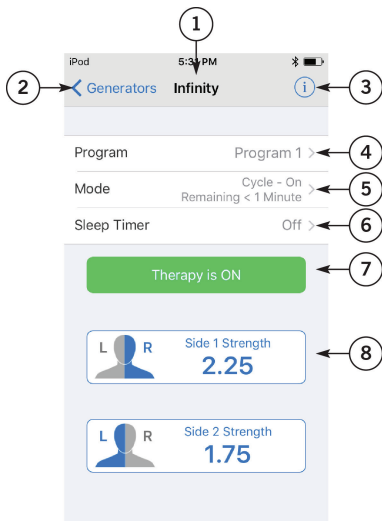 1
iPod 5:31 PM
2 Generators Infinity i 3
Program Program 1 4
Mode Cycle - On
Remaining < 1 Minute 5
Sleep Timer Off 6
Therapy is ON 7
L R Side 1 Strength
2.25 8
L R Side 2 Strength
1.75